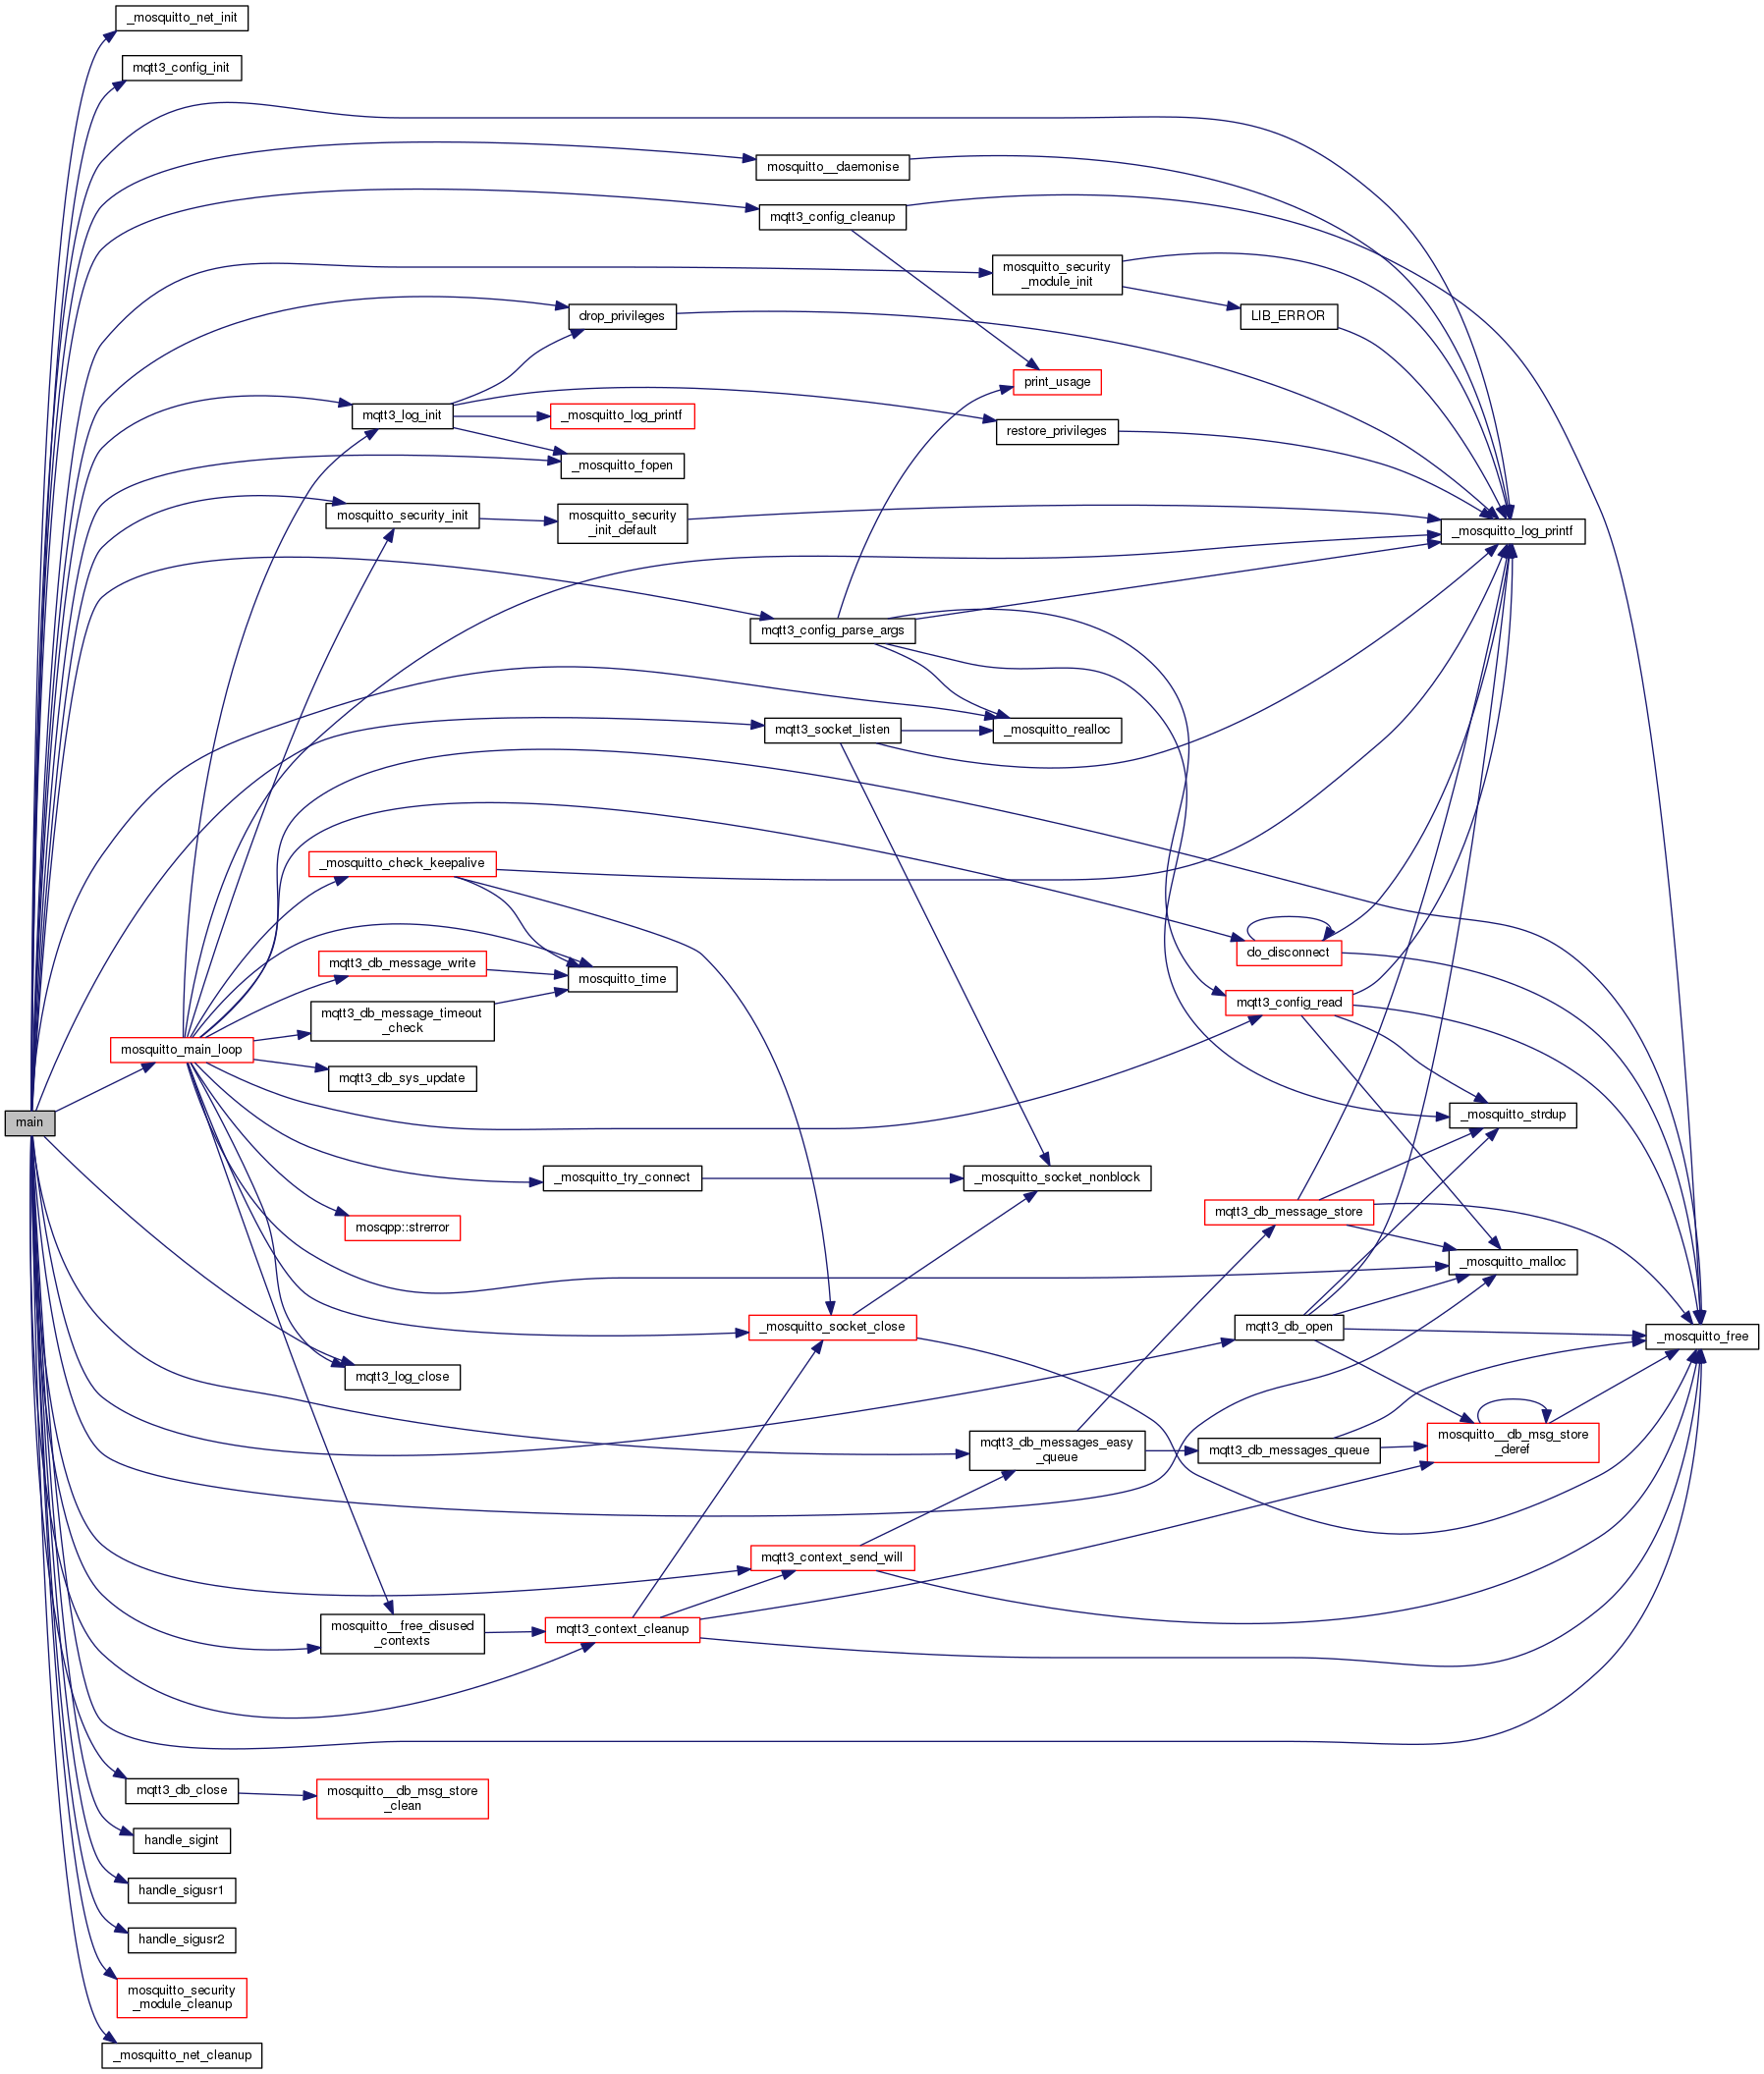 _mosquitto_net_init
mqtt3_config_init
mosquitto__daemonise
mqtt3_config_cleanup
mosquitto_security
_module_init
drop_privileges
LIB_ERROR
print_usage
mqtt3_log_init
_mosquitto_log_printf
restore_privileges
_mosquitto_fopen
mosquitto_security_init
mosquitto_security
_init_default
_mosquitto_log_printf
mqtt3_config_parse_args
mqtt3_socket_listen
_mosquitto_realloc
_mosquitto_check_keepalive
do_disconnect
mqtt3_db_message_write
mosquitto_time
mqtt3_config_read
mqtt3_db_message_timeout
_check
mosquitto_main_loop
mqtt3_db_sys_update
main
_mosquitto_strdup
_mosquitto_try_connect
_mosquitto_socket_nonblock
mqtt3_db_message_store
mosqpp::strerror
_mosquitto_malloc
_mosquitto_socket_close
mqtt3_db_open
_mosquitto_free
mqtt3_log_close
mqtt3_db_messages_easy
_queue
mqtt3_db_messages_queue
mosquitto__db_msg_store
_deref
mqtt3_context_send_will
mosquitto__free_disused
_contexts
mqtt3_context_cleanup
mqtt3_db_close
mosquitto__db_msg_store
_clean
handle_sigint
handle_sigusr1
handle_sigusr2
mosquitto_security
_module_cleanup
_mosquitto_net_cleanup